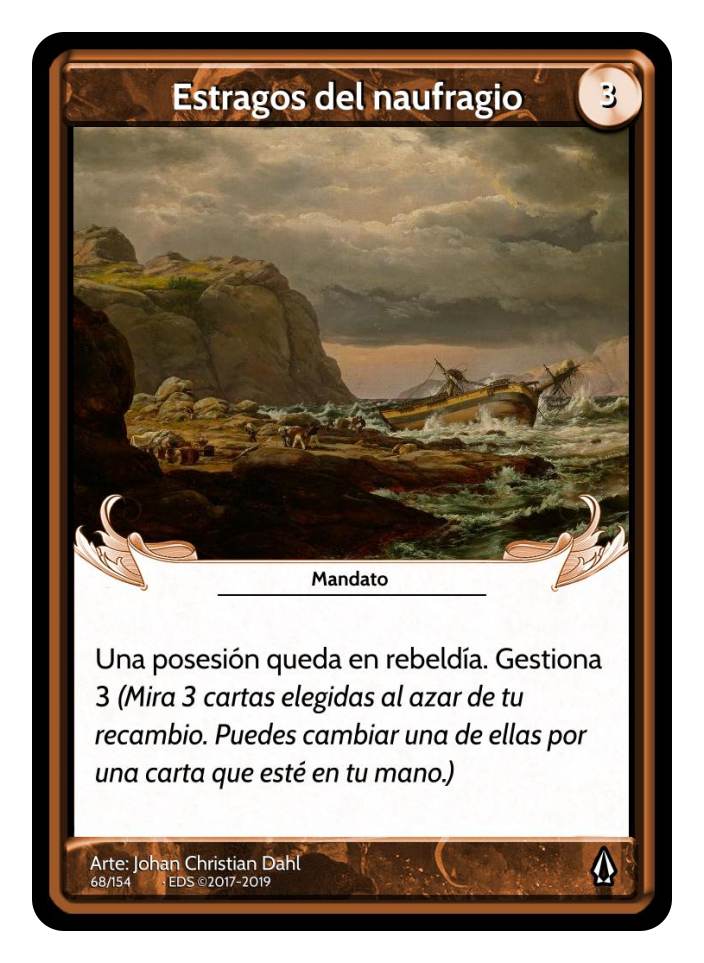 Estragos del naufragio
3
Mandato
Una posesión queda en rebeldía. Gestiona
3 (Mira 3 cartas elegidas al azar de tu
recambio. Puedes cambiar una de ellas por
una carta que esté en tu mano.)
Arte: Johan Christian Dahl
68/154 · EDS ©2017-2019